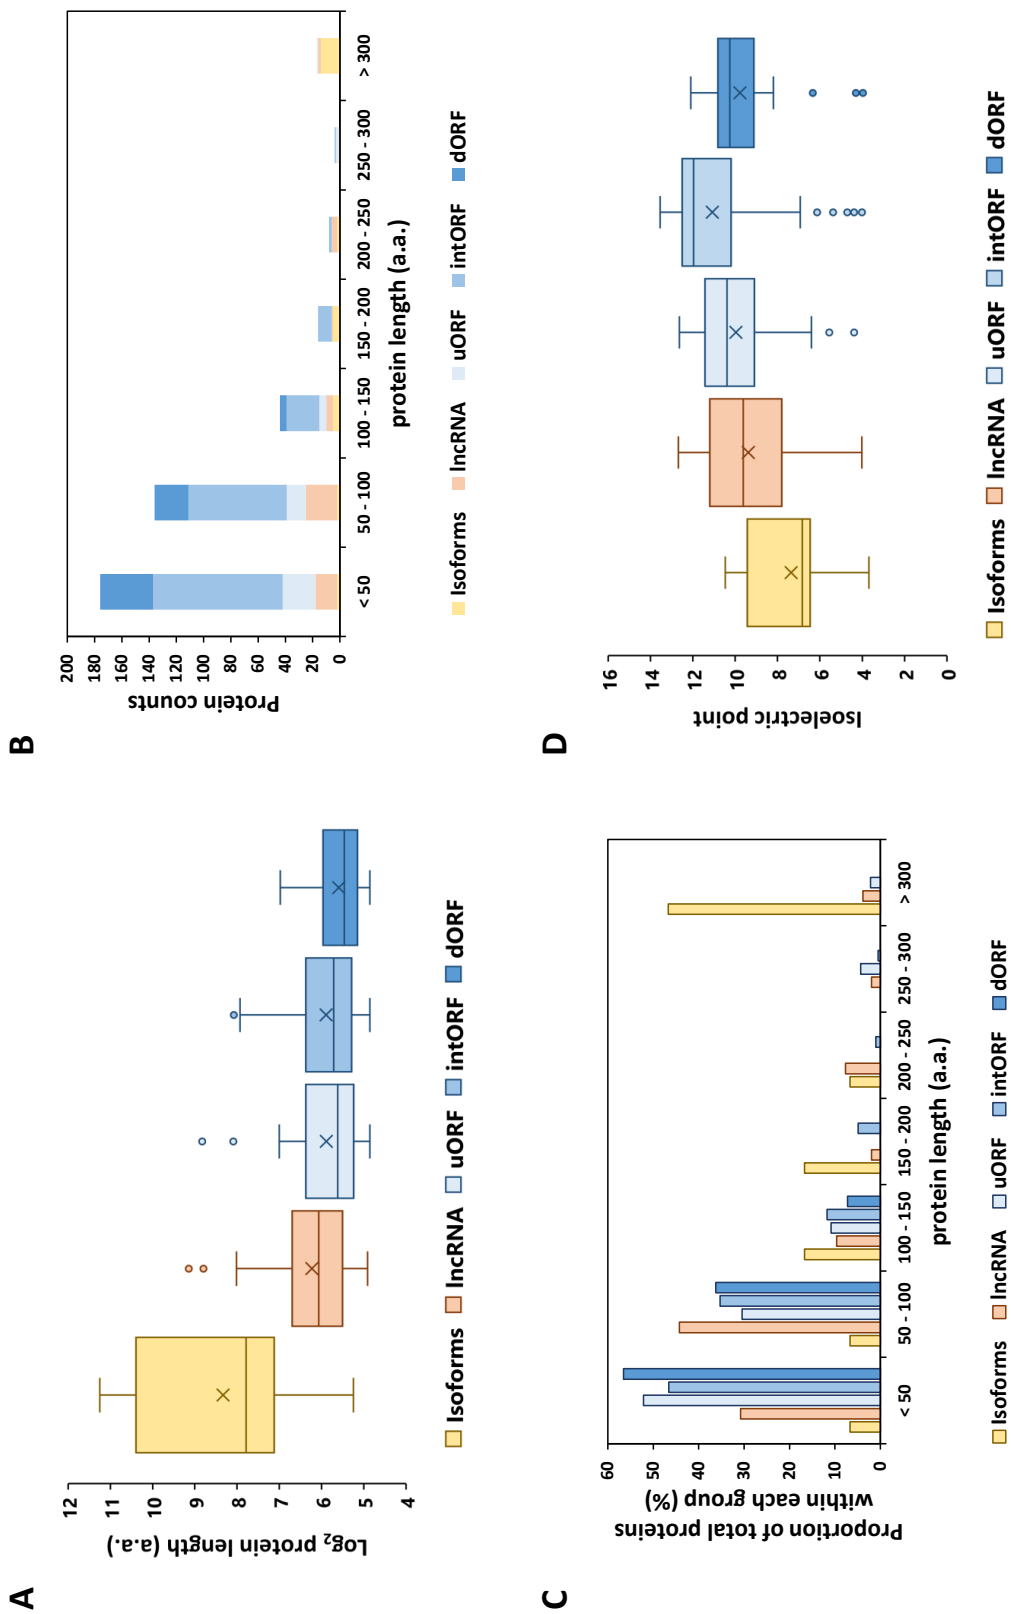 A
Log2 protein length (a.a.)
12
11
10
9
8
7
6
5
4
Isoforms lncRNA uORF intORF dORF
B
Protein counts
200
180
160
140
120
100
80
60
40
20
0
< 50 50 - 100 100 - 150 150 - 200 200 - 250 250 - 300 > 300
protein length (a.a.)
Isoforms lncRNA uORF intORF dORF
C
Proportion of total proteins
within each group (%)
60
50
40
30
20
10
0
< 50 50 - 100 100 - 150 150 - 200 200 - 250 250 - 300 > 300
protein length (a.a.)
Isoforms lncRNA uORF intORF dORF
D
Isoelectric point
16
14
12
10
8
6
4
2
0
Isoforms lncRNA uORF intORF dORF